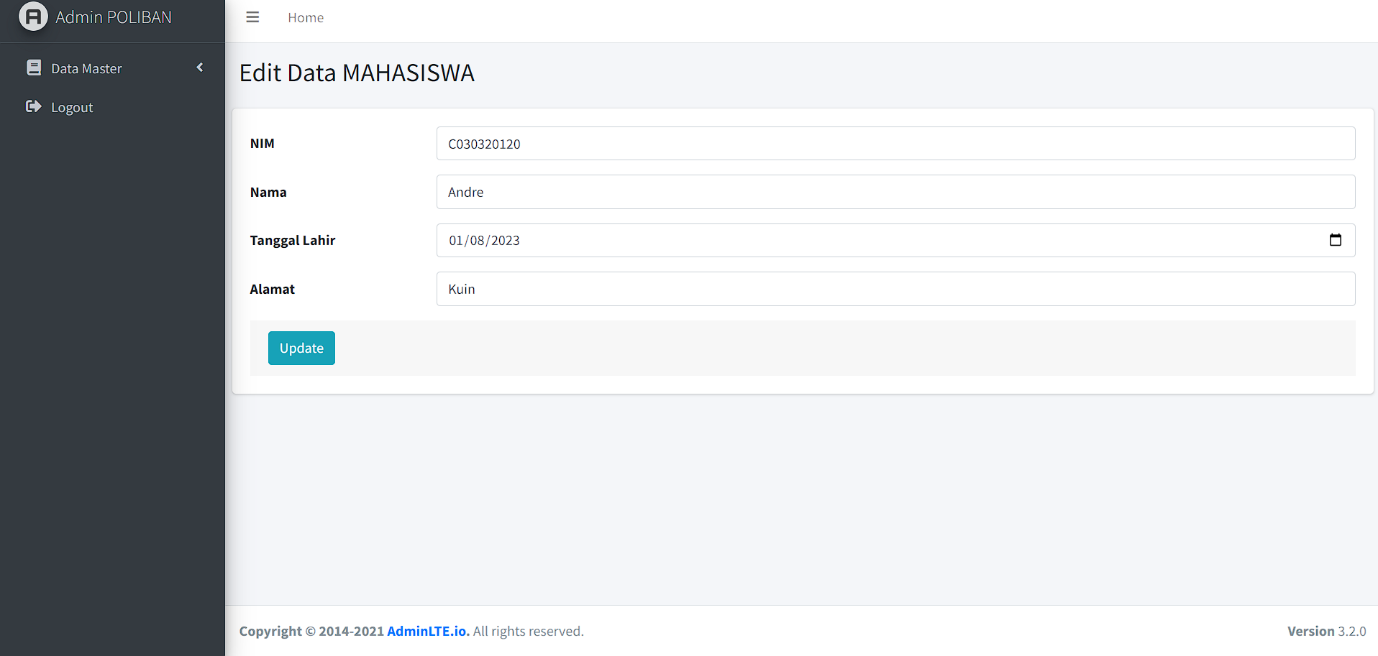 Admin POLIBAN
Home
Data Master
Logout
Edit Data MAHASISWA
NIM C030320120
Nama Andre
Tanggal Lahir 01/08/2023
Alamat Kuin
Update
Copyright © 2014-2021 AdminLTE.io. All rights reserved. Version 3.2.0